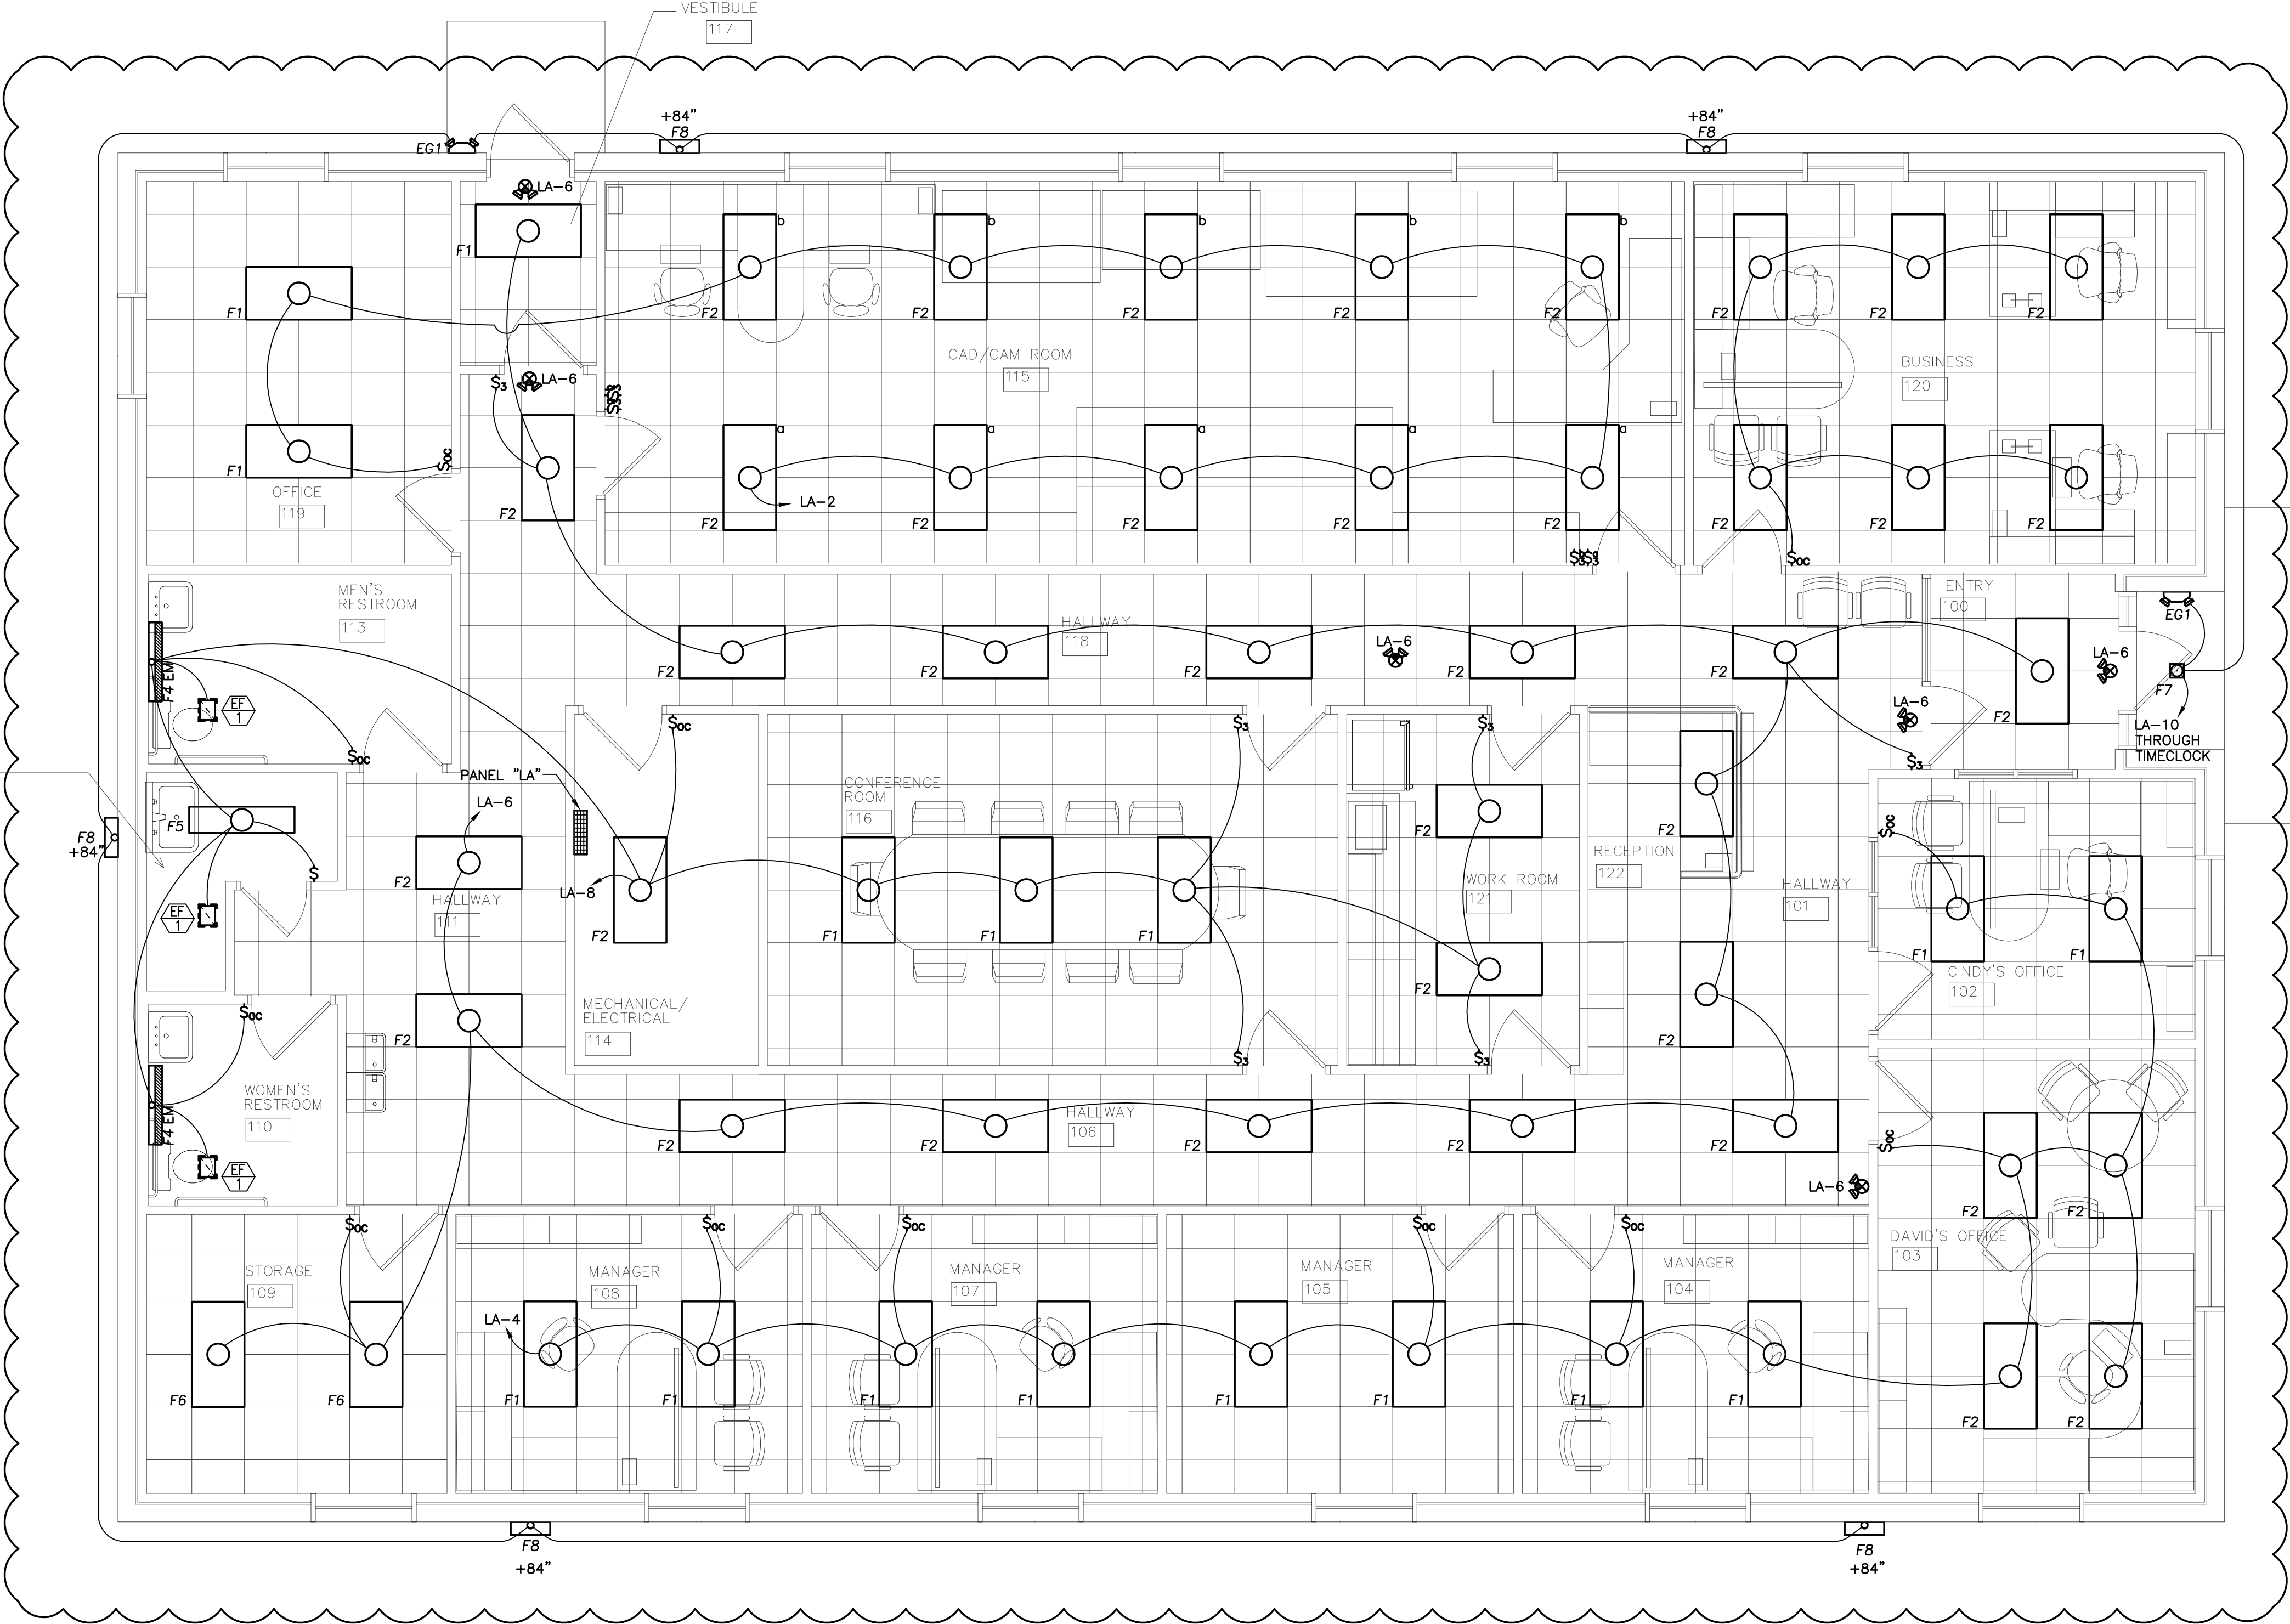 VESTIBULE
117
+84"
F8
+84"
F8
EG1
LA-6
F1
b
b
b
b
b
F1
F2
F2
F2
F2
F2
F2
F2
F2
CAD/CAM ROOM
115
BUSINESS
120
$3
LA-6
$3
$3
a
a
a
a
a
$OC
F1
OFFICE
119
F2
LA-2
F2
F2
F2
F2
F2
F2
F2
F2
$3
$3
$OC
MEN'S
RESTROOM
113
ENTRY
100
EG1
HALLWAY
118
LA-6
LA-6
F2
F2
F2
F2
F2
F4 EM
F7
EF
1
LA-6
F2
$OC
$3
$3
LA-10
THROUGH
TIMECLOCK
$OC
$3
PANEL "LA"
CONFERENCE
ROOM
116
LA-6
F5
F8
+84"
F2
F2
$OC
RECEPTION
122
$
F2
LA-8
HALLWAY
111
WORK ROOM
121
HALLWAY
101
EF
1
F2
F1
F1
F1
F1
F1
CINDY'S OFFICE
102
F2
MECHANICAL/
ELECTRICAL
114
$OC
F2
F2
$3
$3
WOMEN'S
RESTROOM
110
F4 EM
HALLWAY
106
F2
F2
F2
F2
F2
$OC
EF
1
LA-6
F2
F2
$OC
$OC
$OC
$OC
$OC
DAVID'S OFFICE
103
STORAGE
109
MANAGER
108
MANAGER
107
MANAGER
105
MANAGER
104
LA-4
F6
F6
F1
F1
F1
F1
F1
F1
F1
F1
F2
F2
F8
+84"
F8
+84"